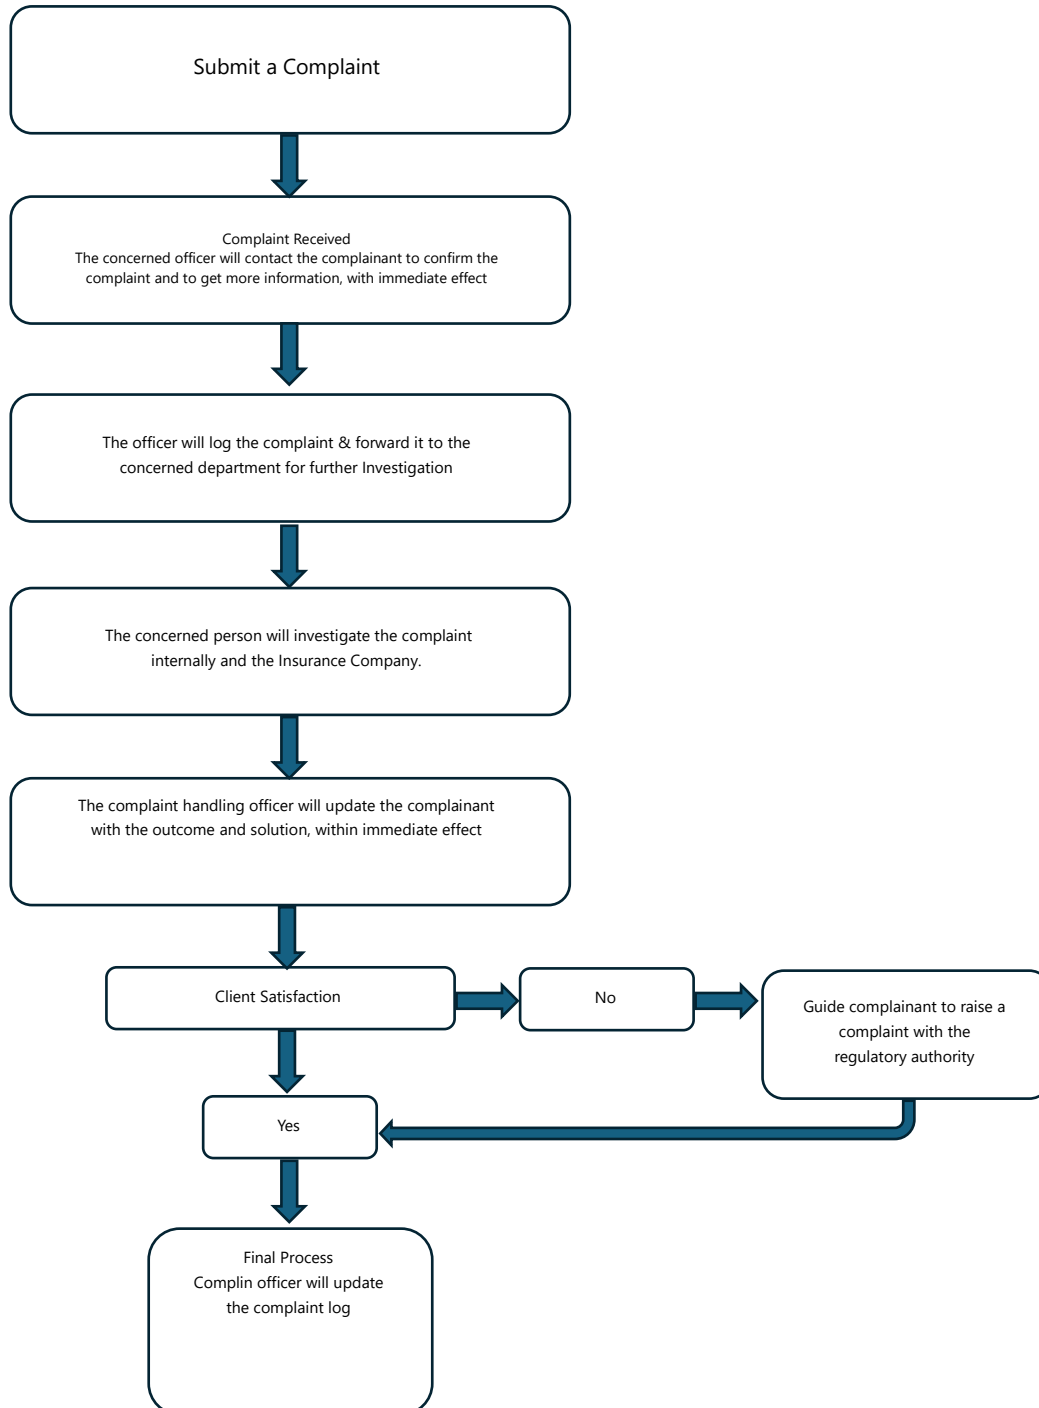 Submit a Complaint
Complaint Received
The concerned officer will contact the complainant to confirm the
complaint and to get more information, with immediate effect
The officer will log the complaint & forward it to the
concerned department for further Investigation
The concerned person will investigate the complaint
internally and the Insurance Company.
The complaint handling officer will update the complainant
with the outcome and solution, within immediate effect
Client Satisfaction
No
Guide complainant to raise a
complaint with the
regulatory authority
Yes
Final Process
Complin officer will update
the complaint log